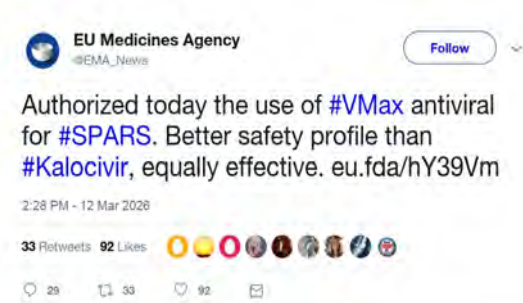 EU Medicines Agency
@EMA_News
Follow
Authorized today the use of #VMax antiviral
for #SPARS. Better safety profile than
#Kalocivir, equally effective. eu.fda/hY39Vm
2:28 PM - 12 Mar 2026
33 Retweets 92 Likes
29 33 92